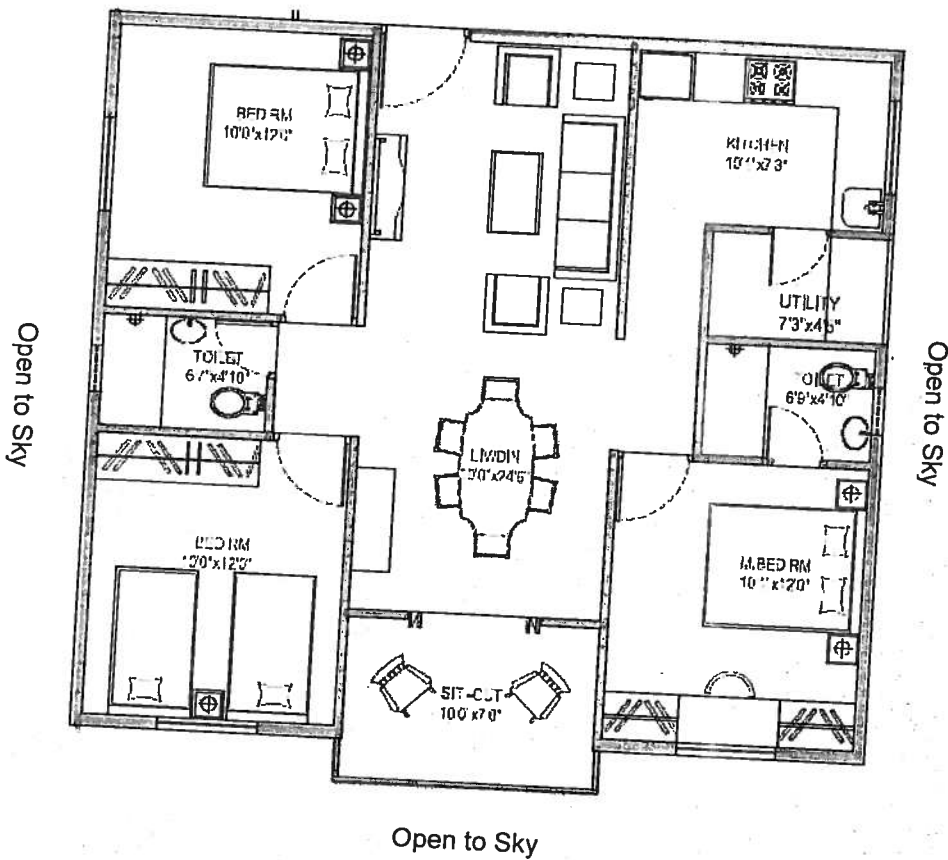 BED RM
10'0"x12'0"
KITCHEN
UTILITY
7'3"x4'6"
TOILET
6'9"x4'10"
TOILET
LIV/DIN
BED RM
M.BED RM
SIT-OUT
10'0"x7'0"
Open to Sky
Open to Sky
Open to Sky